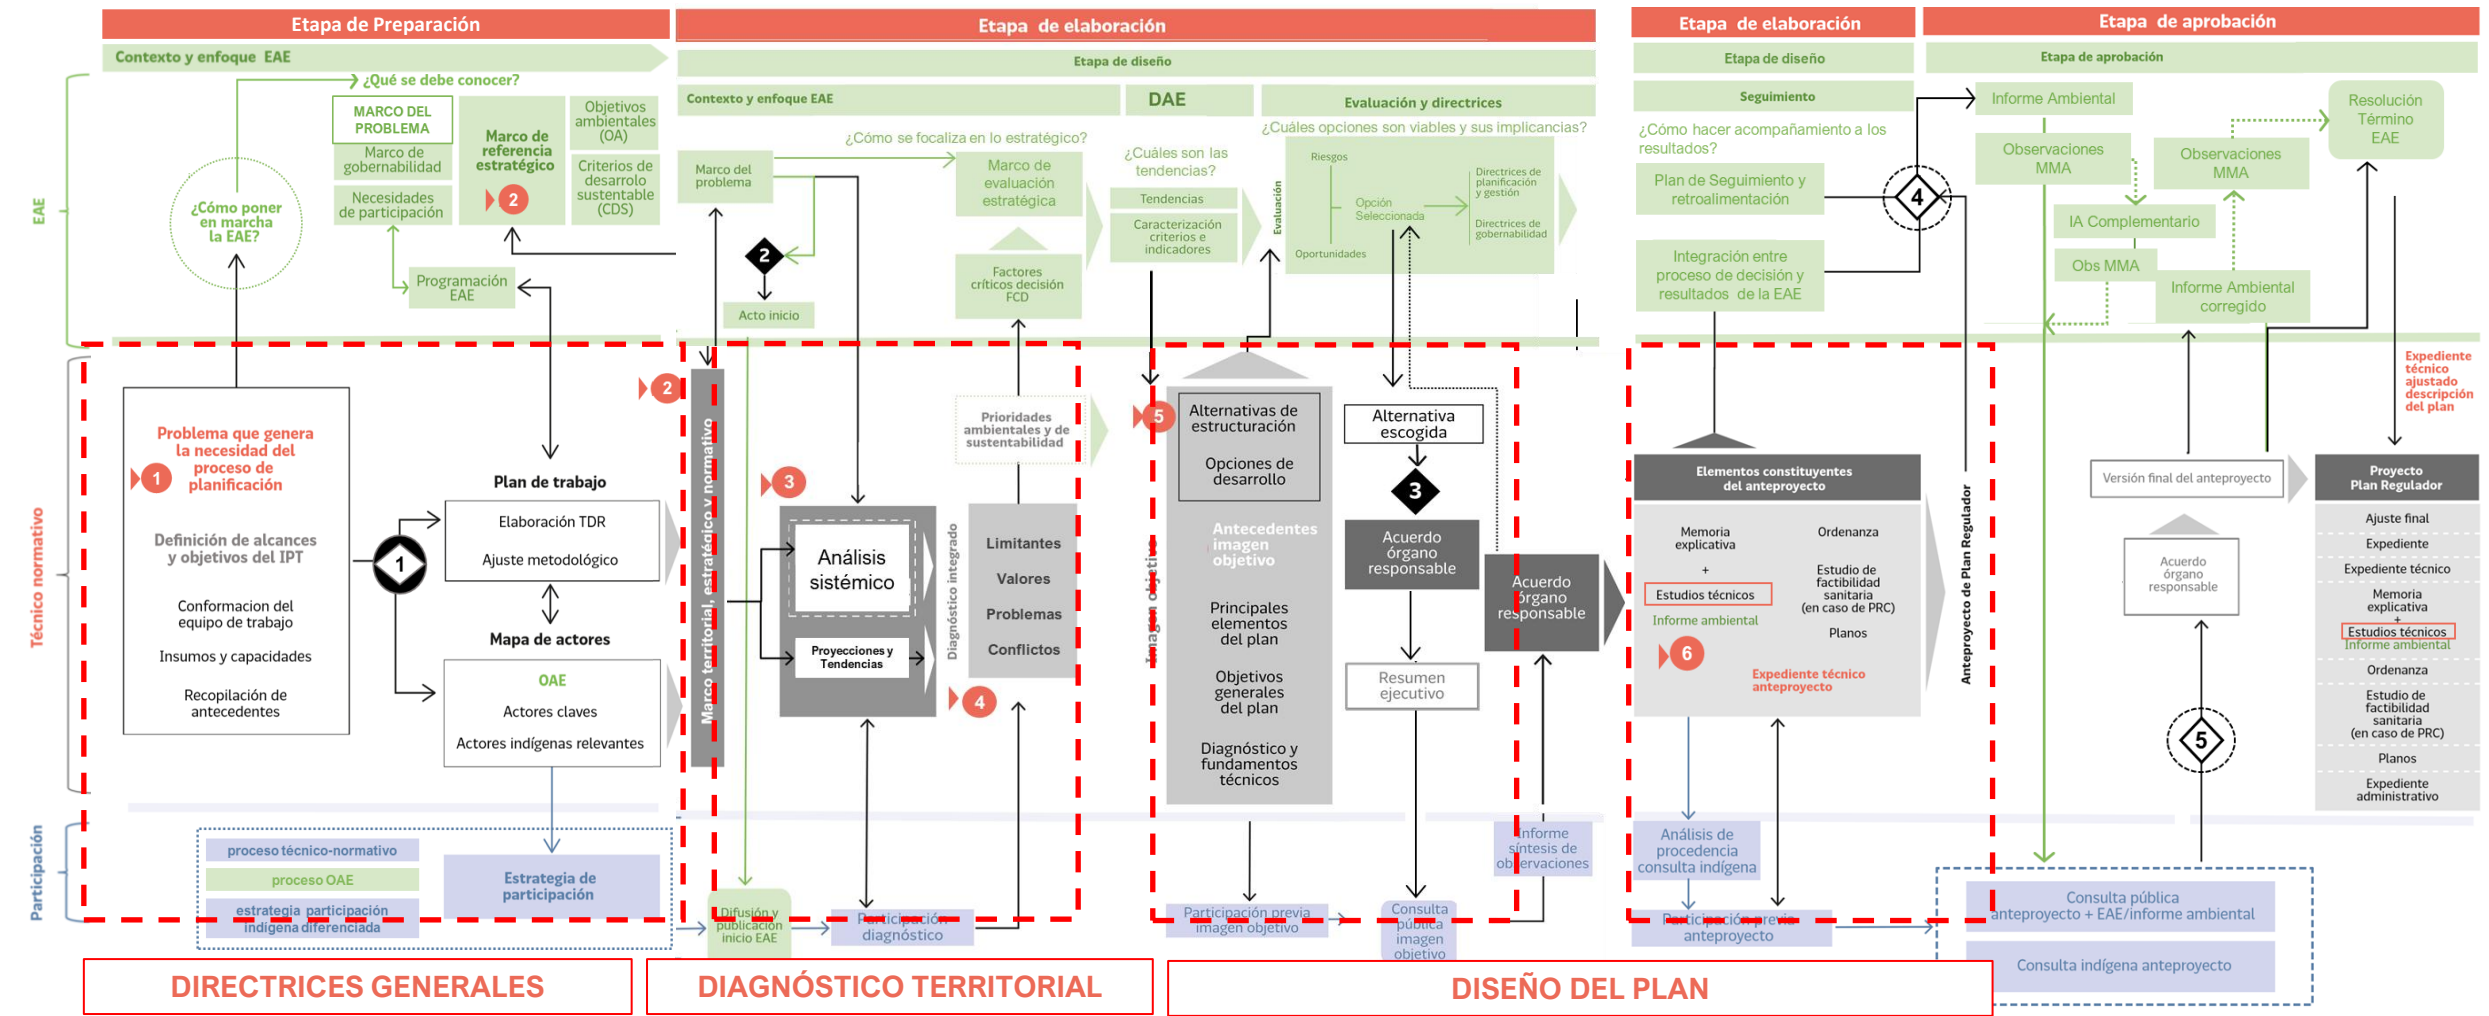 Etapa de Preparación
Etapa de elaboración
Etapa de elaboración
Etapa de aprobación
Contexto y enfoque EAE
Etapa de diseño
Etapa de diseño
Etapa de aprobación
EAE
¿Qué se debe conocer?
MARCO DEL
PROBLEMA
Marco de
gobernabilidad
Necesidades
de participación
Marco de
referencia
estratégico
2
Objetivos
ambientales
(OA)
Criterios de
desarrolo
sustentable
(CDS)
¿Cómo poner
en marcha
la EAE?
Programación
EAE
Contexto y enfoque EAE
DAE
Evaluación y directrices
¿Cómo se focaliza en lo estratégico?
Marco del
problema
2
Acto inicio
Marco de
evaluación
estratégica
Factores
críticos decisión
FCD
¿Cuáles son las
tendencias?
Tendencias
Caracterización
criterios e
indicadores
¿Cuáles opciones son viables y sus implicancias?
Evaluación
Riesgos
Opción
Seleccionada
Oportunidades
Directrices de
planificación
y gestión
Directrices de
gobernabilidad
Seguimiento
¿Cómo hacer acompañamiento a los
resultados?
Plan de Seguimiento y
retroalimentación
Integración entre
proceso de decisión y
resultados de la EAE
4
Informe Ambiental
Observaciones
MMA
IA Complementario
Obs MMA
Observaciones
MMA
Informe Ambiental
corregido
Resolución
Término
EAE
Técnico normativo
Problema que genera
la necesidad del
proceso de
planificación
1
Definición de alcances
y objetivos del IPT
Conformacion del
equipo de trabajo
Insumos y capacidades
Recopilación de
antecedentes
1
Plan de trabajo
Elaboración TDR
Ajuste metodológico
Mapa de actores
OAE
Actores claves
Actores indígenas relevantes
2
Marco territorial, estratégico y normativo
3
Análisis
sistémico
Proyecciones y
Tendencias
Diagnóstico integrado
Prioridades
ambientales y de
sustentabilidad
Limitantes
Valores
Problemas
Conflictos
4
5
Imagen objetivo
Alternativas de
estructuración
Opciones de
desarrollo
Antecedentes
imagen
objetivo
Principales
elementos
del plan
Objetivos
generales
del plan
Diagnóstico y
fundamentos
técnicos
Alternativa
escogida
3
Acuerdo
órgano
responsable
Resumen
ejecutivo
Acuerdo
órgano
responsable
Elementos constituyentes
del anteproyecto
Memoria
explicativa
+
Estudios técnicos
Informe ambiental
6
Ordenanza
Estudio de
factibilidad
sanitaria
(en caso de PRC)
Planos
Expediente técnico
anteproyecto
Anteproyecto de Plan Regulador
Versión final del anteproyecto
Acuerdo
órgano
responsable
5
Expediente
técnico
ajustado
descripción
del plan
Proyecto
Plan Regulador
Ajuste final
Expediente
Expediente técnico
Memoria
explicativa
+
Estudios técnicos
Informe ambiental
Ordenanza
Estudio de
factibilidad
sanitaria
(en caso de PRC)
Planos
Expediente
administrativo
Participación
proceso técnico-normativo
proceso OAE
estrategia participación
indígena diferenciada
Estrategia de
participación
Difusión y
publicación
inicio EAE
Participación
diagnóstico
Participación previa
imagen objetivo
Consulta
pública
imagen
objetivo
Informe
síntesis de
observaciones
Análisis de
procedencia
consulta indígena
Participación previa
anteproyecto
Consulta pública
anteproyecto + EAE/informe ambiental
Consulta indígena anteproyecto
DIRECTRICES GENERALES
DIAGNÓSTICO TERRITORIAL
DISEÑO DEL PLAN